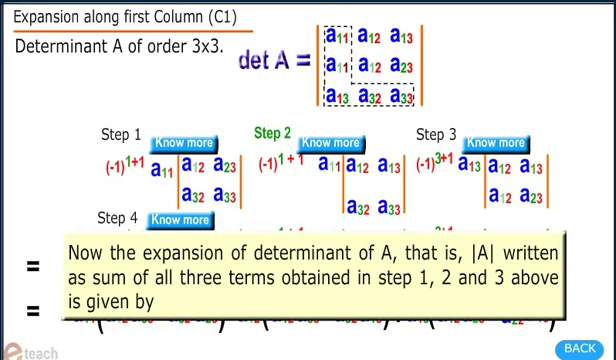 Expansion along first Column (C1)
Determinant A of order 3x3.
det A = | a11 a12 a13
a11 a12 a23
a13 a32 a33 |
Step 1 Step 2 Step 3
Know more Know more Know more
(-1)^1+1 a11 | a12 a23 (-1)^1 + 1 a11 | a12 a13 (-1)^3+1 a13 | a12 a13
a32 a33 a32 a33 a12 a23
Step 4 Know more
=
Now the expansion of determinant of A, that is, |A| written
as sum of all three terms obtained in step 1, 2 and 3 above
is given by
=
eteach
BACK